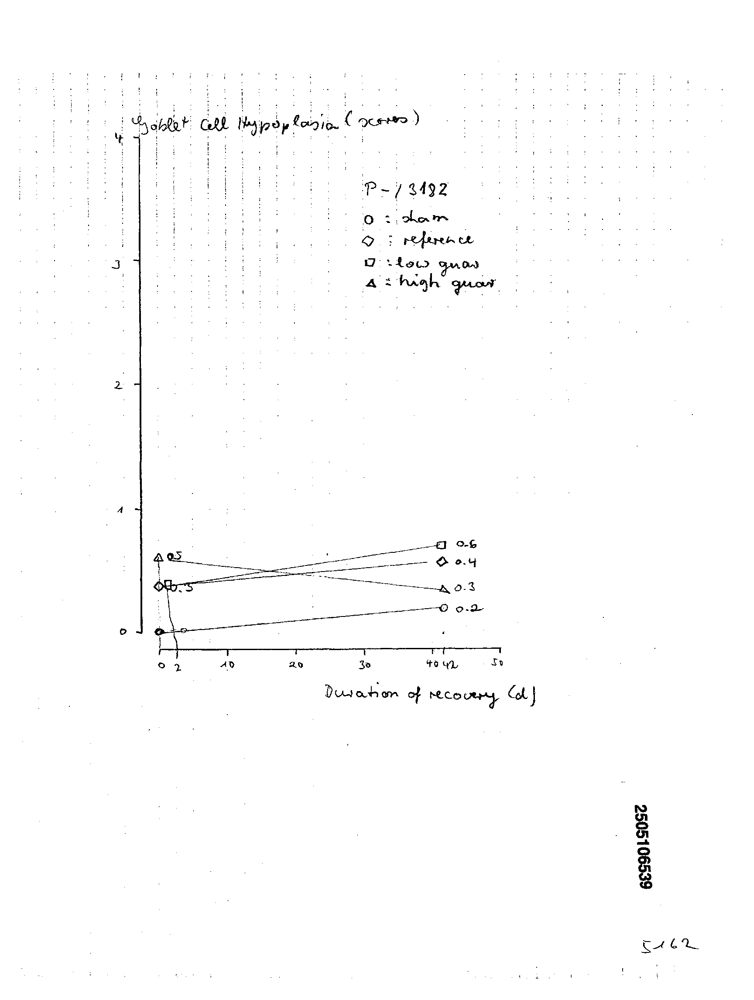 Goblet Cell Hypoplasia (scores)
4
P-/3182
O : sham
◇ : reference
3
□ : low guar
△ : high guar
2
1
0.6
0.5
0.4
0.3
0.3
0.2
0
0 2 10 20 30 40 42 50
Duration of recovery (d)
2505106539
5162